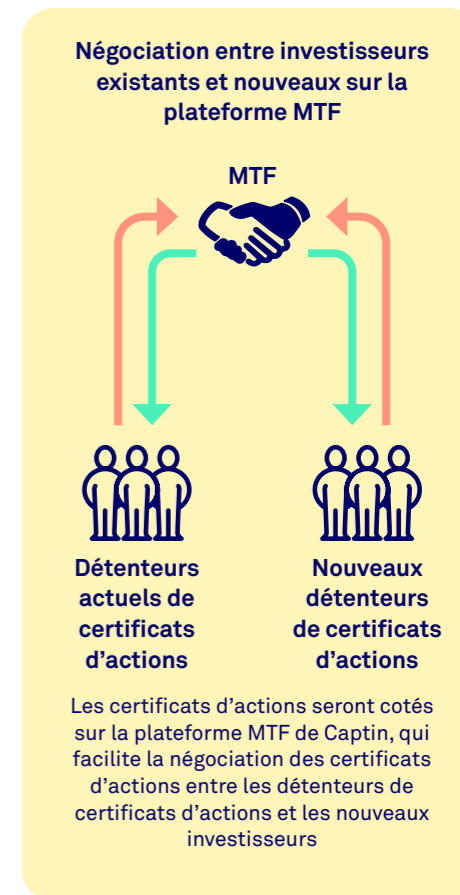 Négociation entre investisseurs
existants et nouveaux sur la
plateforme MTF
MTF
Détenteurs
actuels de
certificats
d’actions
Nouveaux
détenteurs
de certificats
d’actions
Les certificats d’actions seront cotés
sur la plateforme MTF de Captin, qui
facilite la négociation des certificats
d’actions entre les détenteurs de
certificats d’actions et les nouveaux
investisseurs